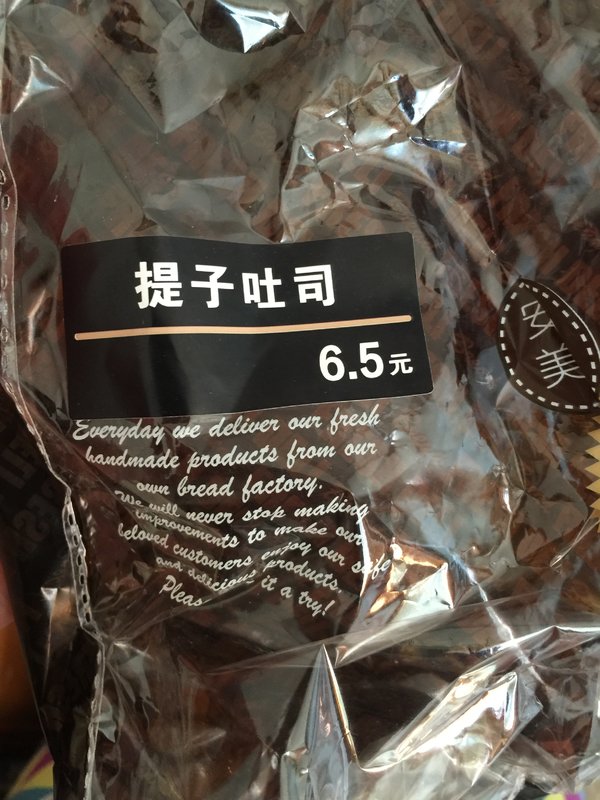 提子吐司
6.5元
安美
Everyday we deliver our fresh
handmade products from our
own bread factory.
We will never stop making
improvements to make our
beloved customers enjoy our safe
and delicious products.
Pleas it a try!